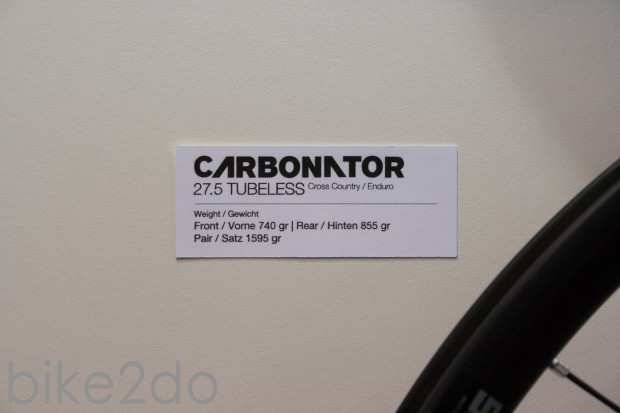 CARBONATOR
27.5 TUBELESS Cross Country / Enduro
Weight / Gewicht
Front / Vorne 740 gr | Rear / Hinten 855 gr
Pair / Satz 1595 gr
bike2do